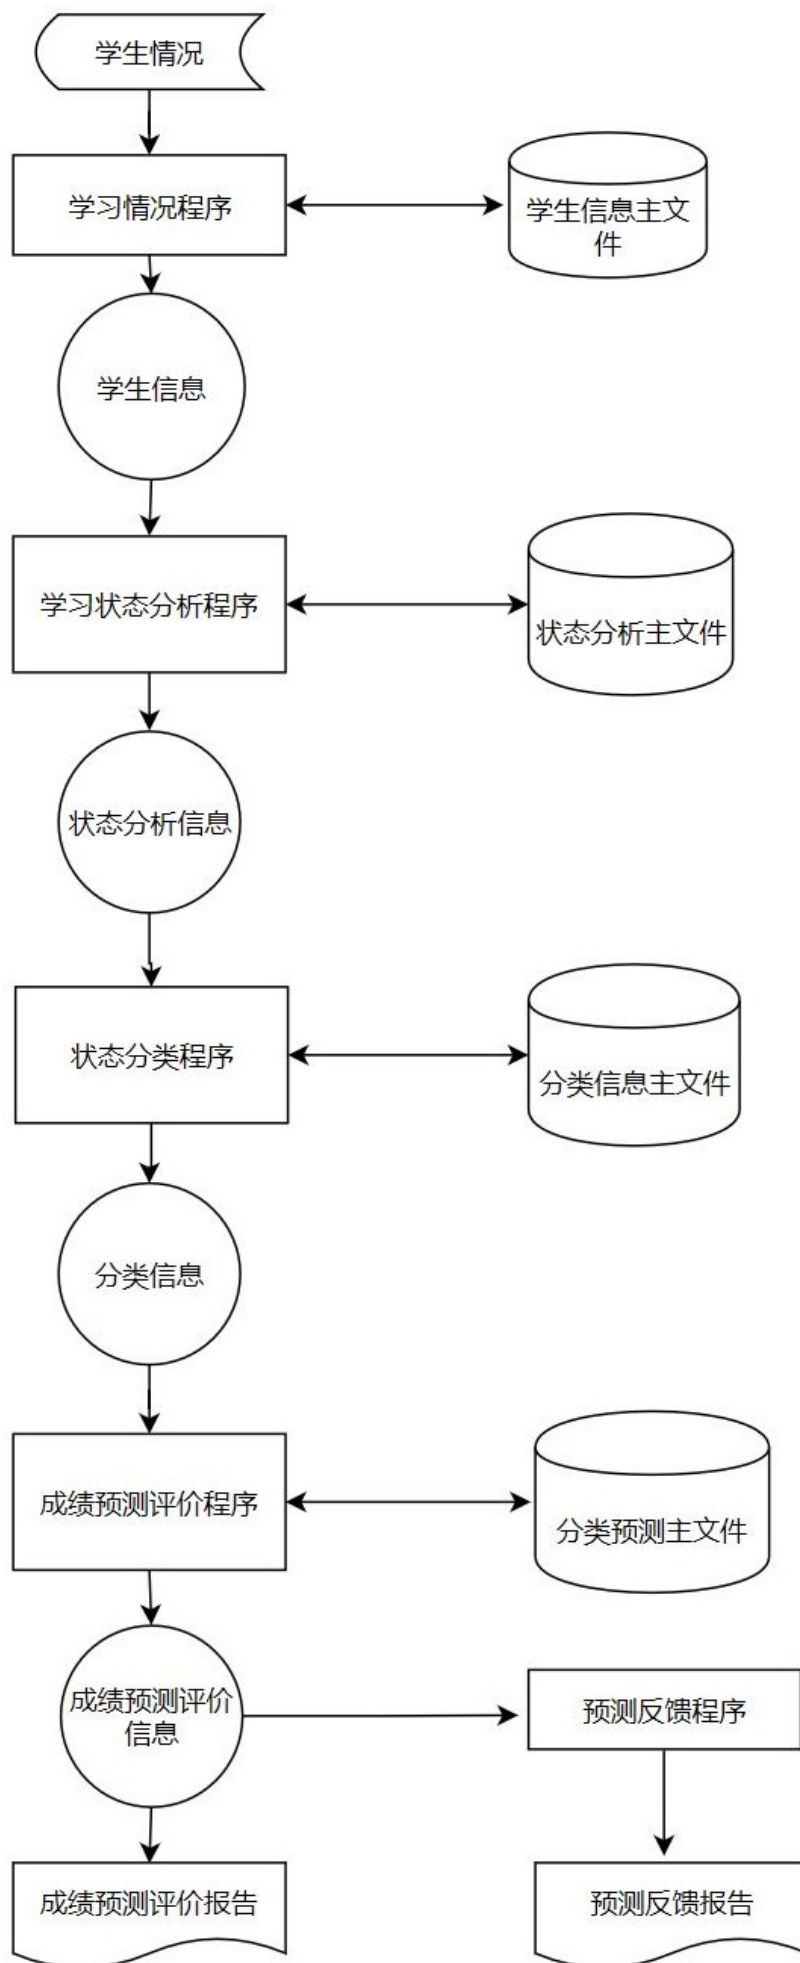 学生情况
学习情况程序
学生信息主文
件
学生信息
学习状态分析程序
状态分析主文件
状态分析信息
状态分类程序
分类信息主文件
分类信息
成绩预测评价程序
分类预测主文件
成绩预测评价
信息
预测反馈程序
成绩预测评价报告
预测反馈报告